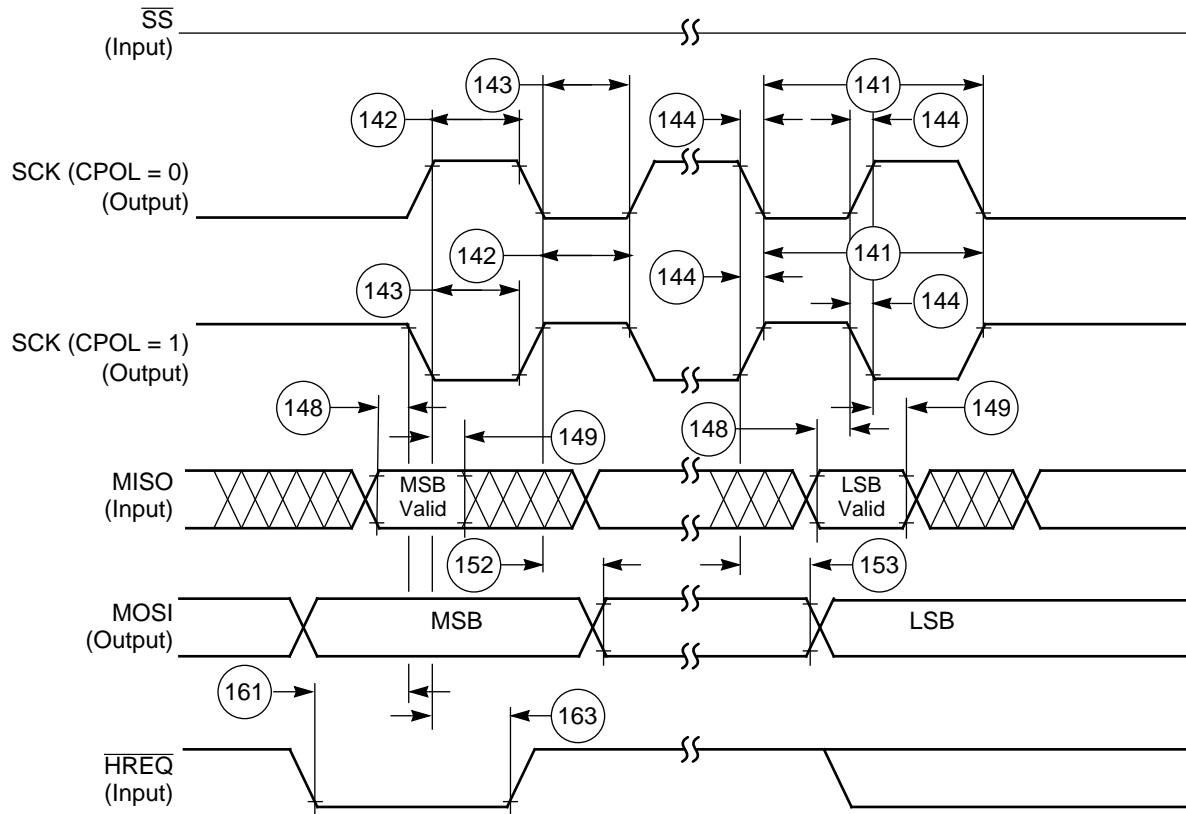 SS
(Input)
143
141
142
144
144
SCK (CPOL = 0)
(Output)
142
141
143
144
144
SCK (CPOL = 1)
(Output)
148
149
148
149
MISO
(Input)
MSB
Valid
LSB
Valid
152
153
MOSI
(Output)
MSB
LSB
161
163
HREQ
(Input)